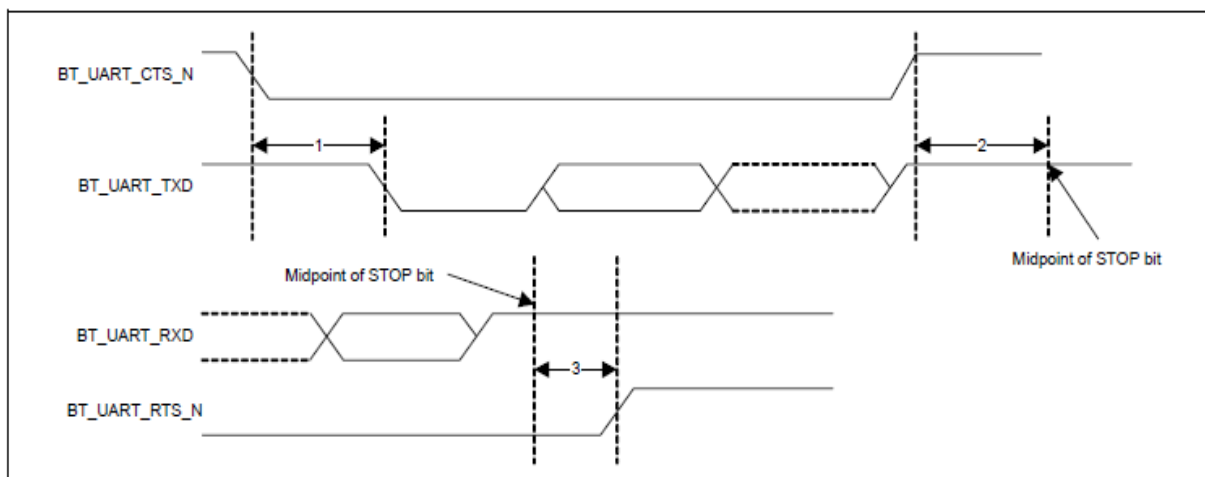 BT_UART_CTS_N
1
2
BT_UART_TXD
Midpoint of STOP bit
Midpoint of STOP bit
BT_UART_RXD
3
BT_UART_RTS_N